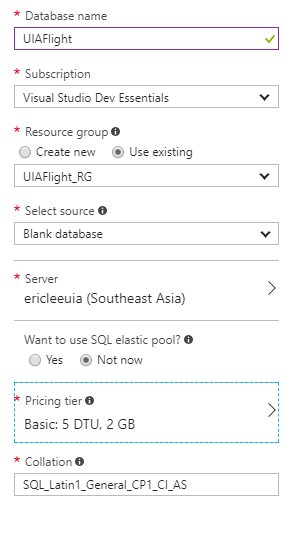 * Database name
UIAFlight
* Subscription
Visual Studio Dev Essentials
* Resource group
Create new Use existing
UIAFlight_RG
* Select source
Blank database
* Server
ericleeuia (Southeast Asia)
Want to use SQL elastic pool?
Yes Not now
* Pricing tier
Basic: 5 DTU, 2 GB
* Collation
SQL_Latin1_General_CP1_CI_AS